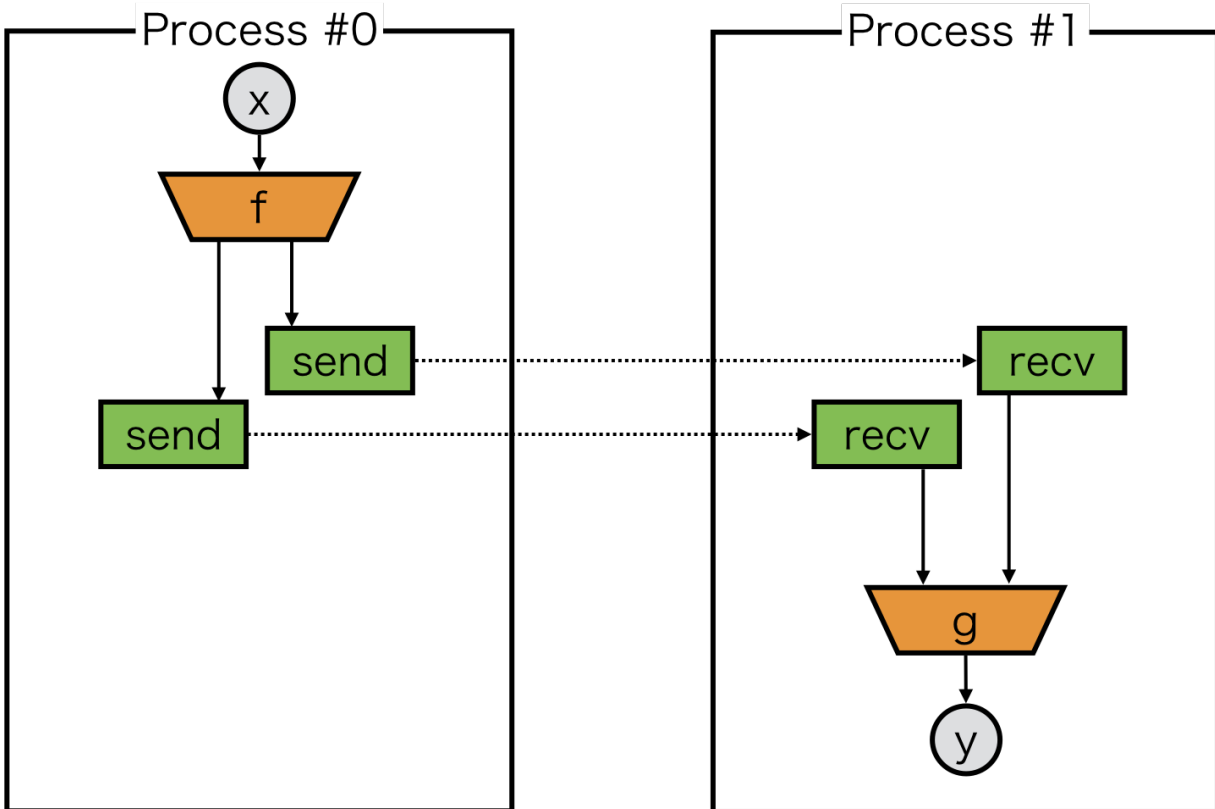 Process #0
Process #1
x
f
send
recv
send
recv
g
y